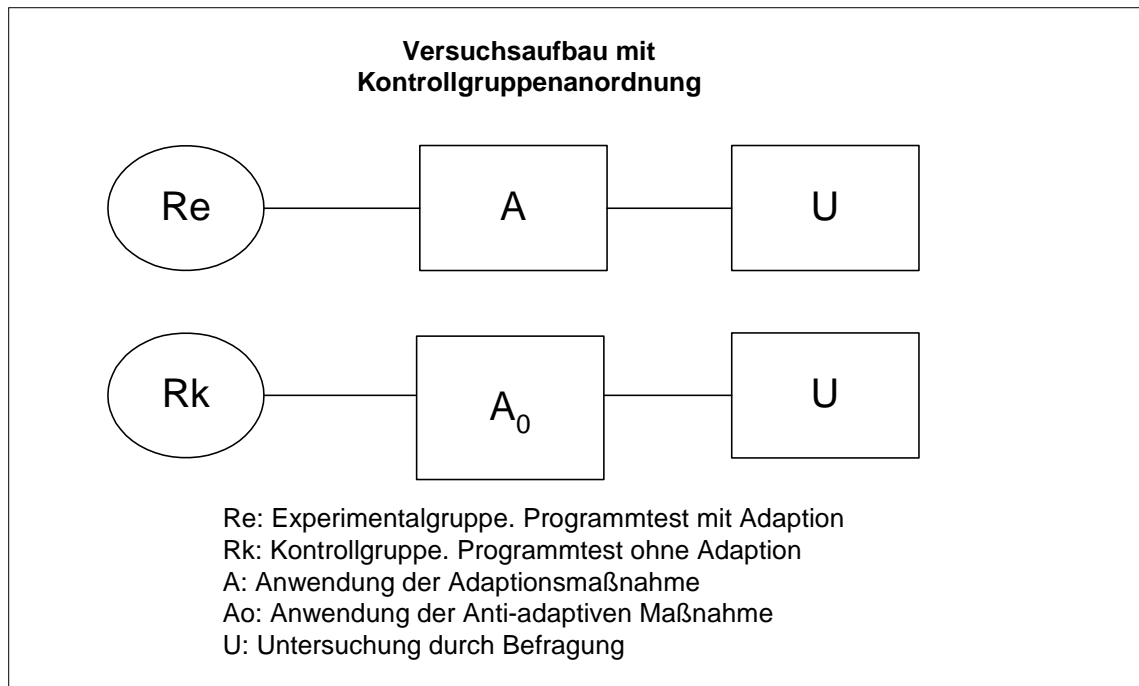 Versuchsaufbau mit
Kontrollgruppenanordnung
Re
A
U
Rk
A₀
U
Re: Experimentalgruppe. Programmtest mit Adaption
Rk: Kontrollgruppe. Programmtest ohne Adaption
A: Anwendung der Adaptionsmaßnahme
Ao: Anwendung der Anti-adaptiven Maßnahme
U: Untersuchung durch Befragung